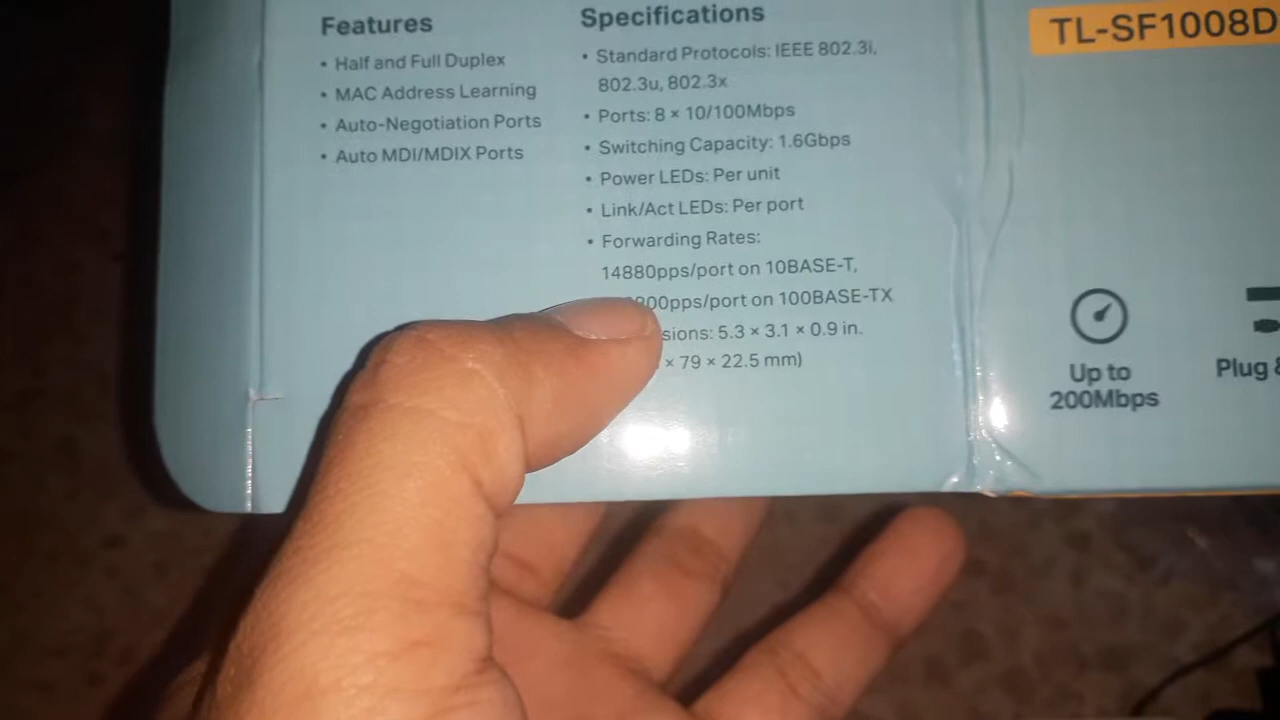 Features
• Half and Full Duplex
• MAC Address Learning
• Auto-Negotiation Ports
• Auto MDI/MDIX Ports
Specifications
• Standard Protocols: IEEE 802.3i,
802.3u, 802.3x
• Ports: 8 × 10/100Mbps
• Switching Capacity: 1.6Gbps
• Power LEDs: Per unit
• Link/Act LEDs: Per port
• Forwarding Rates:
14880pps/port on 10BASE-T,
800pps/port on 100BASE-TX
sions: 5.3 × 3.1 × 0.9 in.
× 79 × 22.5 mm)
TL-SF1008D
Up to
200Mbps
Plug &